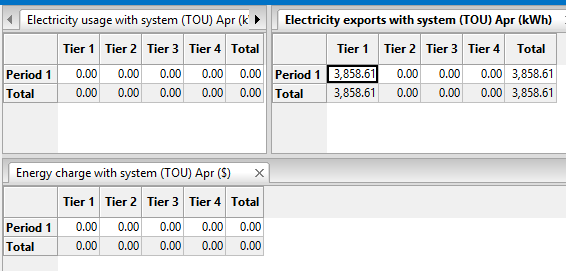 Electricity usage with system (TOU) Apr (k
Tier 1 Tier 2 Tier 3 Tier 4 Total
Period 1 0.00 0.00 0.00 0.00 0.00
Total 0.00 0.00 0.00 0.00 0.00
Electricity exports with system (TOU) Apr (kWh)
Tier 1 Tier 2 Tier 3 Tier 4 Total
Period 1 3,858.61 0.00 0.00 0.00 3,858.61
Total 3,858.61 0.00 0.00 0.00 3,858.61
Energy charge with system (TOU) Apr ($)
Tier 1 Tier 2 Tier 3 Tier 4 Total
Period 1 0.00 0.00 0.00 0.00 0.00
Total 0.00 0.00 0.00 0.00 0.00